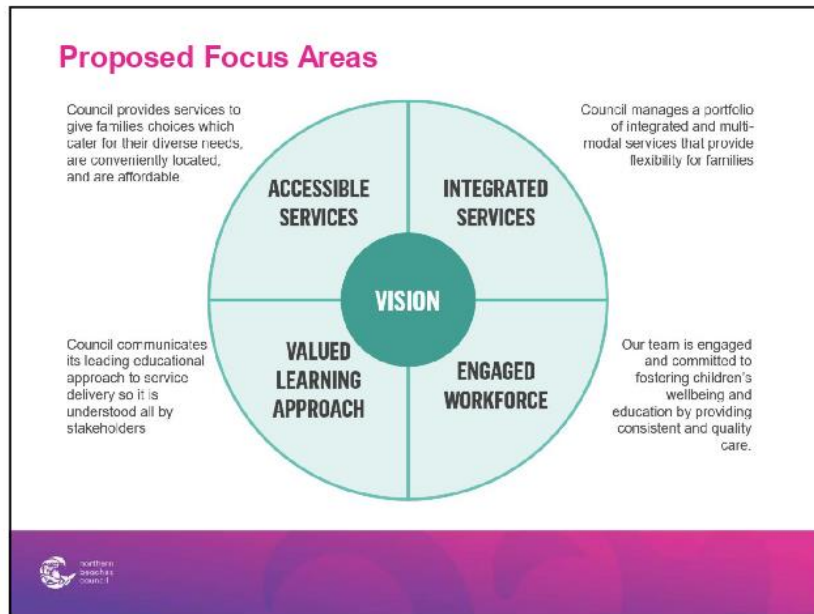 Proposed Focus Areas
Council provides services to
give families choices which
cater for their diverse needs,
are conveniently located,
and are affordable
Council manages a portfolio
of integrated and multi-
modal services that provide
flexibility for families
ACCESSIBLE
SERVICES
INTEGRATED
SERVICES
VISION
Council communicates
its leading educational
approach to service
delivery so it is
understood all by
stakeholders
VALUED
LEARNING
APPROACH
ENGAGED
WORKFORCE
Our team is engaged
and committed to
fostering children's
wellbeing and
education by providing
consistent and quality
care.
northern
beaches
council